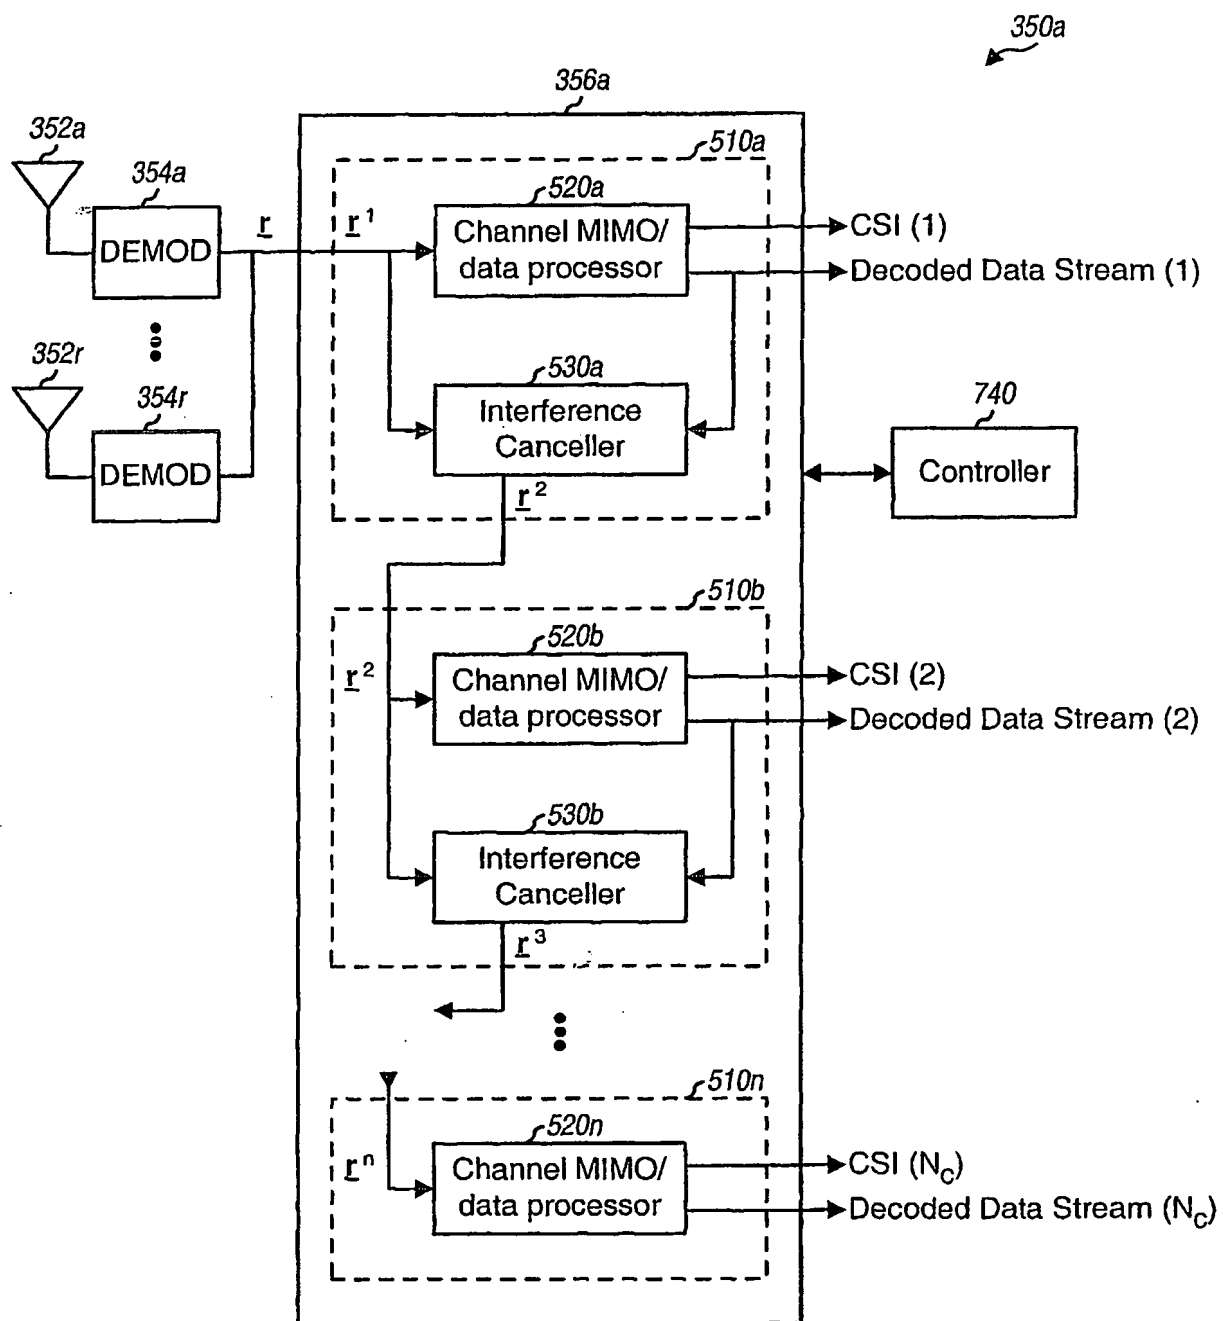 350a
356a
352a
354a
DEMOD
r
r¹
510a
520a
Channel MIMO/
data processor
CSI (1)
Decoded Data Stream (1)
352r
354r
DEMOD
530a
Interference
Canceller
r²
740
Controller
510b
520b
r²
Channel MIMO/
data processor
CSI (2)
Decoded Data Stream (2)
530b
Interference
Canceller
r³
510n
520n
rⁿ
Channel MIMO/
data processor
CSI (N_C)
Decoded Data Stream (N_C)